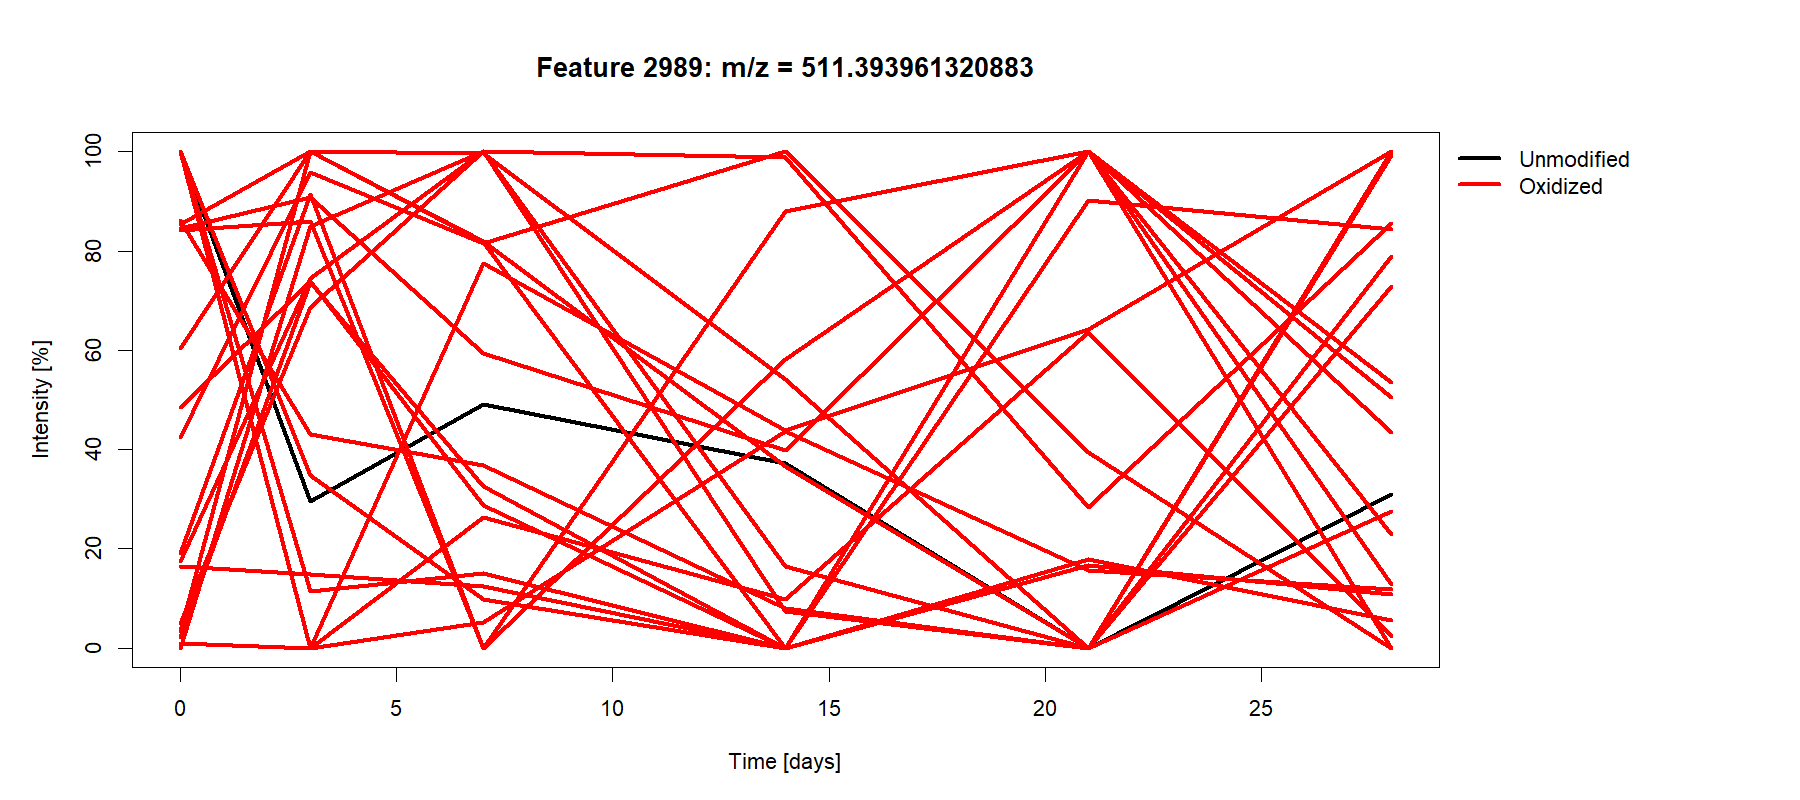 Feature 2989: m/z = 511.393961320883
Unmodified
Oxidized
Intensity [%]
100
80
60
40
20
0
0 5 10 15 20 25
Time [days]